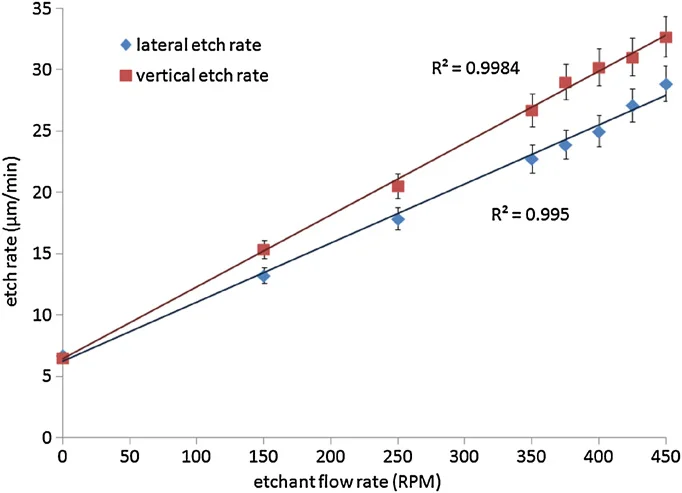 35
lateral etch rate
vertical etch rate
30
R² = 0.9984
25
etch rate (µm/min)
20
R² = 0.995
15
10
5
0
0 50 100 150 200 250 300 350 400 450
etchant flow rate (RPM)